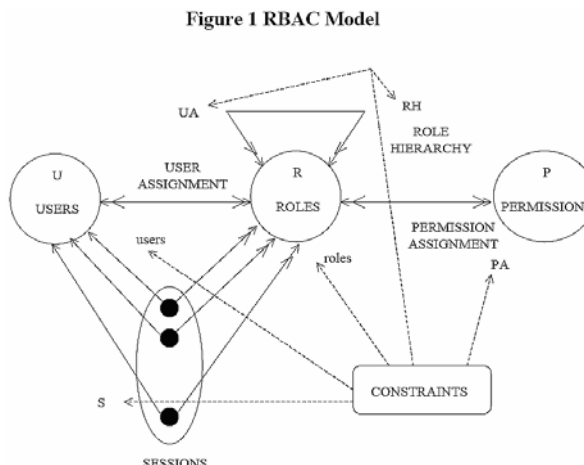 Figure 1 RBAC Model
UA
RH
ROLE
HIERARCHY
U
USERS
USER
ASSIGNMENT
R
ROLES
P
PERMISSION
PERMISSION
ASSIGNMENT
users
roles
PA
CONSTRAINTS
S
SESSIONS